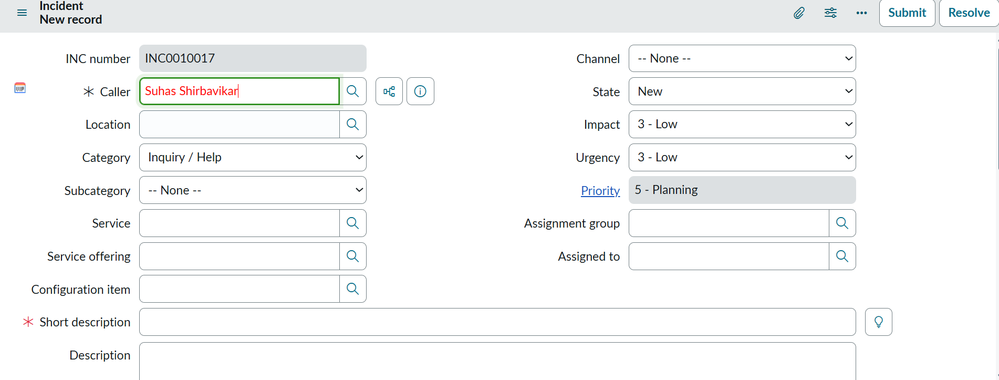 Incident
New record
Submit
Resolve
INC number
INC0010017
VIP
* Caller
Suhas Shirbavikar
Location
Category
Inquiry / Help
Subcategory
-- None --
Service
Service offering
Configuration item
Channel
-- None --
State
New
Impact
3 - Low
Urgency
3 - Low
Priority
5 - Planning
Assignment group
Assigned to
* Short description
Description